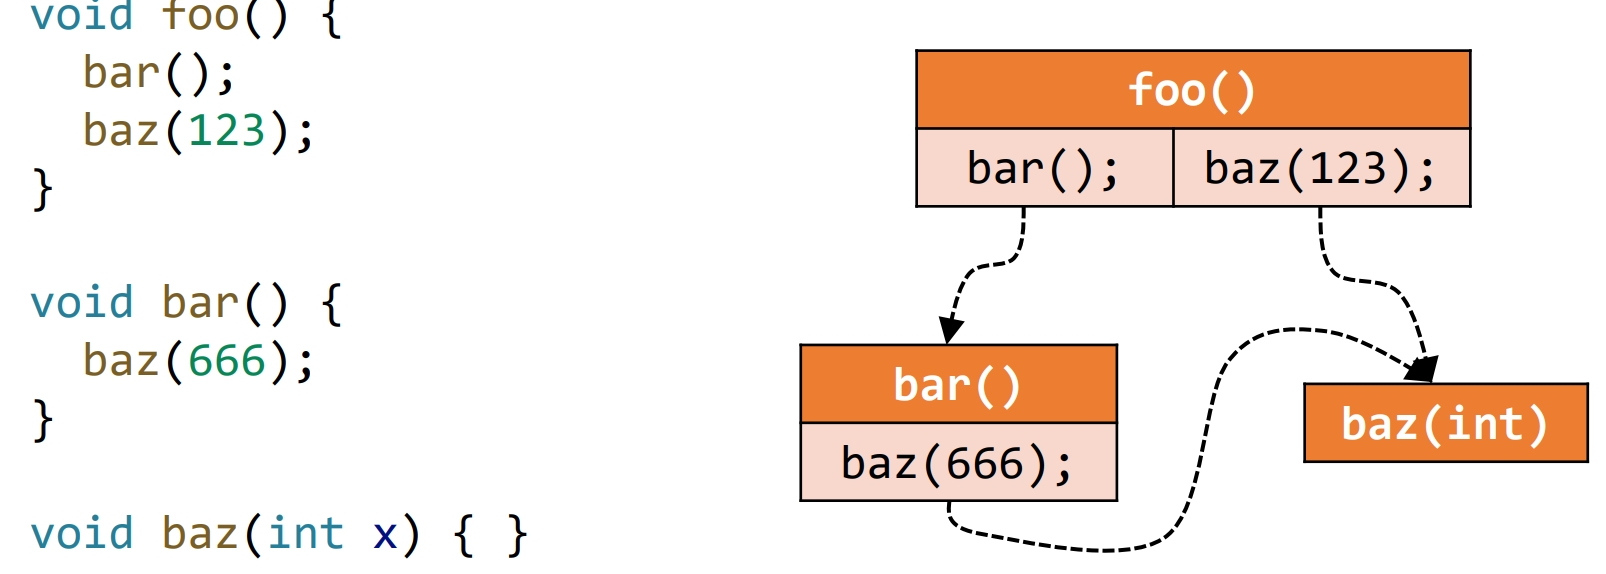 void foo() {
bar();
baz(123);
}
void bar() {
baz(666);
}
void baz(int x) { }
foo()
bar();
baz(123);
bar()
baz(666);
baz(int)